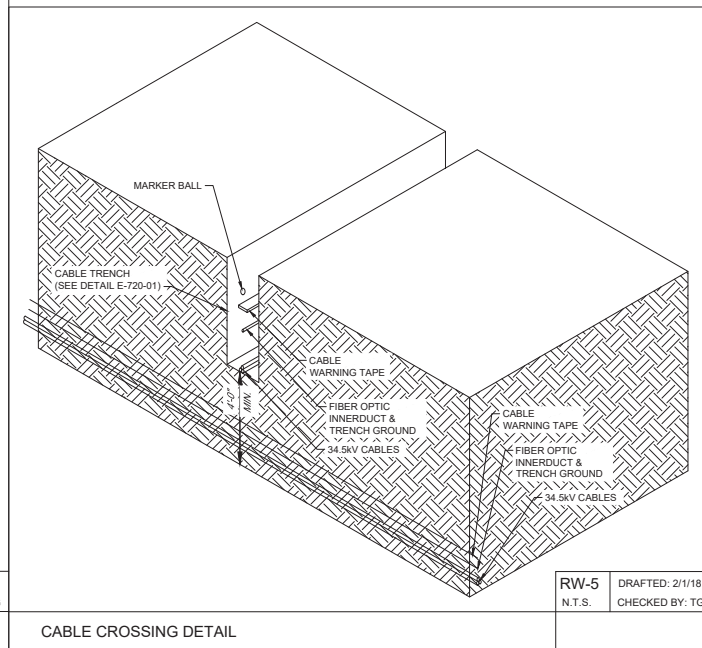 MARKER BALL
CABLE TRENCH
(SEE DETAIL E-720-01)
CABLE
WARNING TAPE
4'-0"
MIN.
FIBER OPTIC
INNERDUCT &
TRENCH GROUND
34.5kV CABLES
CABLE
WARNING TAPE
FIBER OPTIC
INNERDUCT &
TRENCH GROUND
34.5kV CABLES
RW-5
N.T.S.
DRAFTED: 2/1/18
CHECKED BY: TG
CABLE CROSSING DETAIL